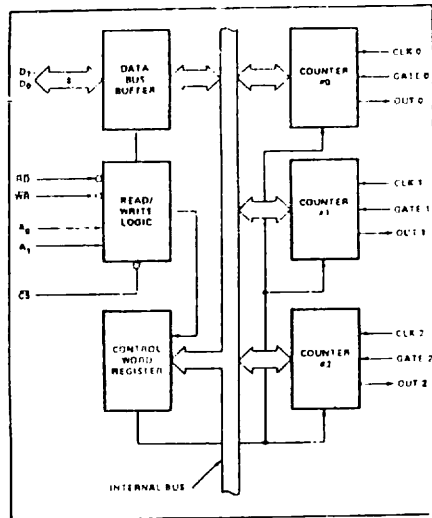 D7
D0
8
DATA
BUS
BUFFER
COUNTER
#0
CLK 0
GATE 0
OUT 0
RD
WR
A0
A1
CS
READ/
WRITE
LOGIC
COUNTER
#1
CLK 1
GATE 1
OUT 1
CONTROL
WORD
REGISTER
COUNTER
#2
CLK 2
GATE 2
OUT 2
INTERNAL BUS